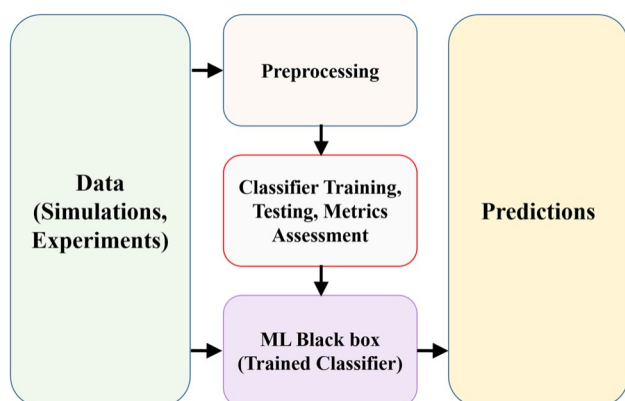 Data
(Simulations,
Experiments)
Preprocessing
Classifier Training,
Testing, Metrics
Assessment
ML Black box
(Trained Classifier)
Predictions